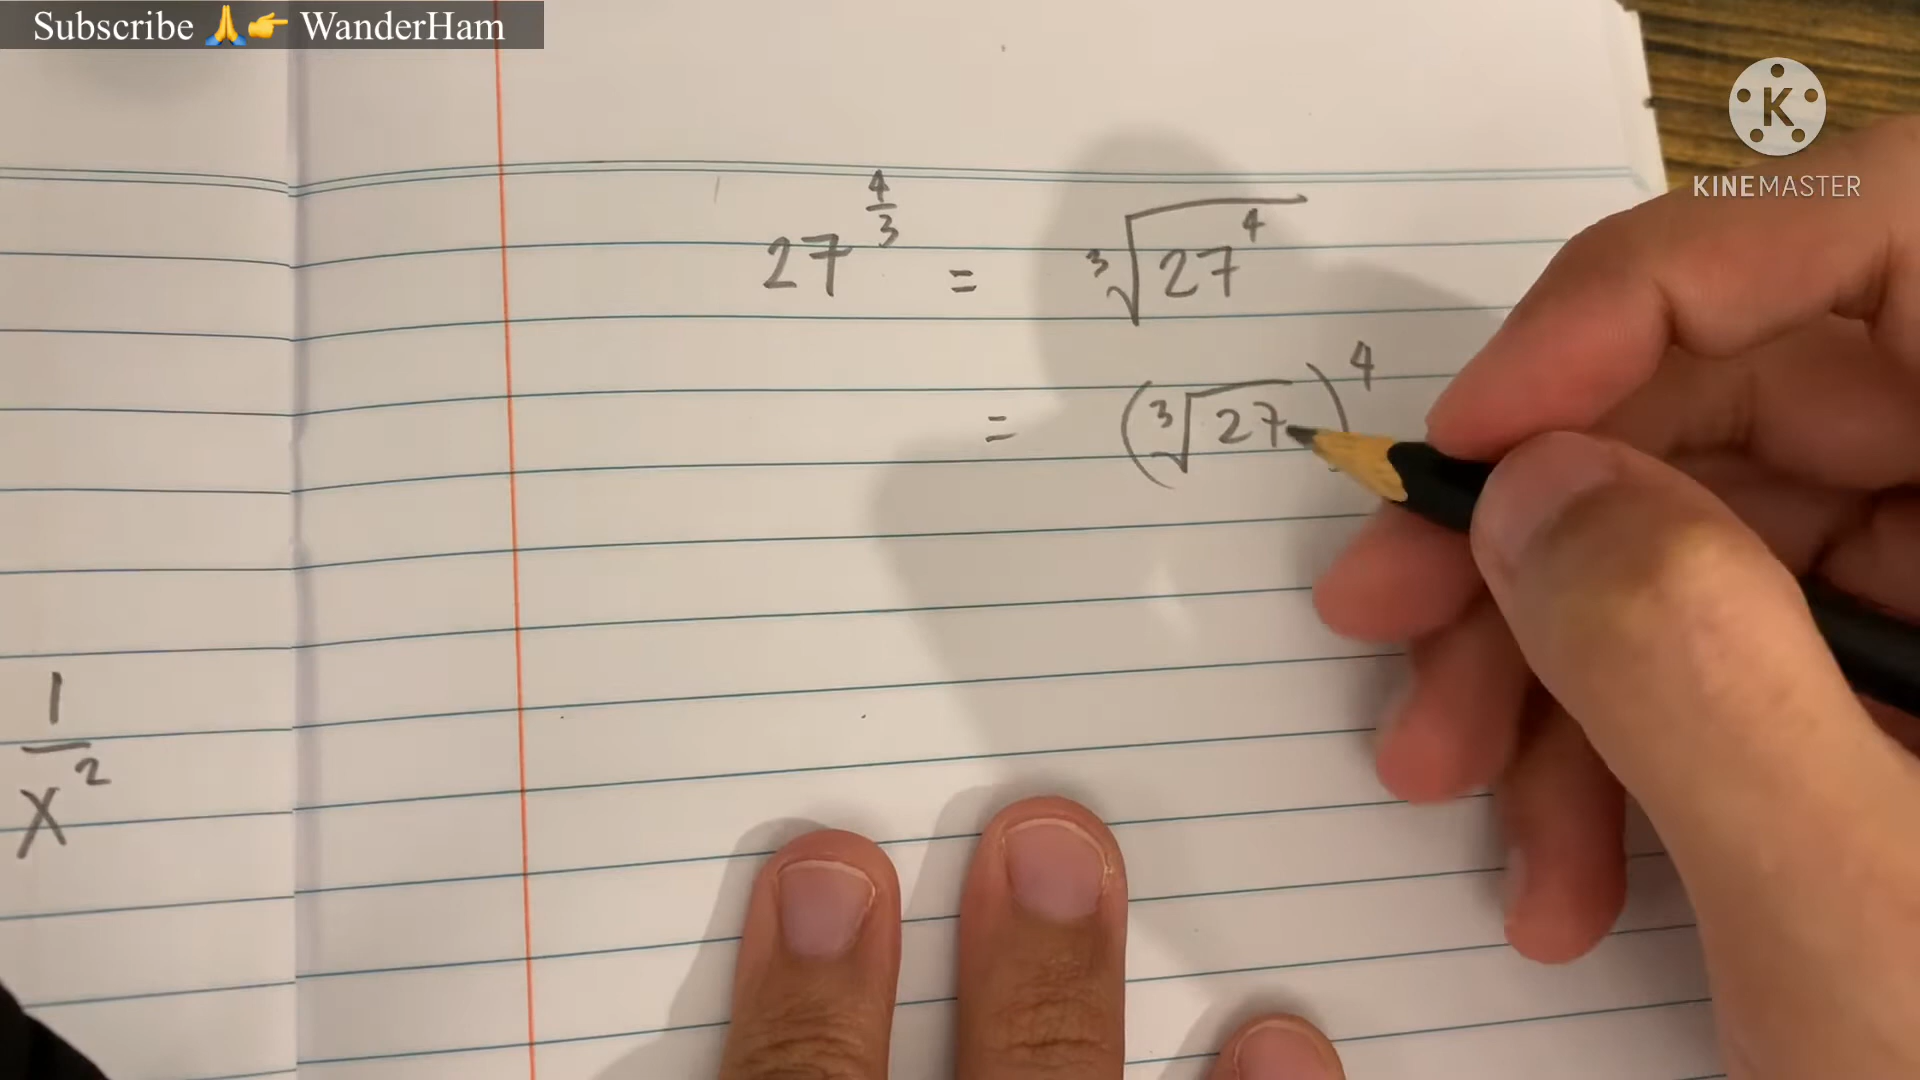 Subscribe 🙏👉 WanderHam
KINEMASTER
27^(4/3) = ∛(27^4)
= (∛27)^4
1/x^2